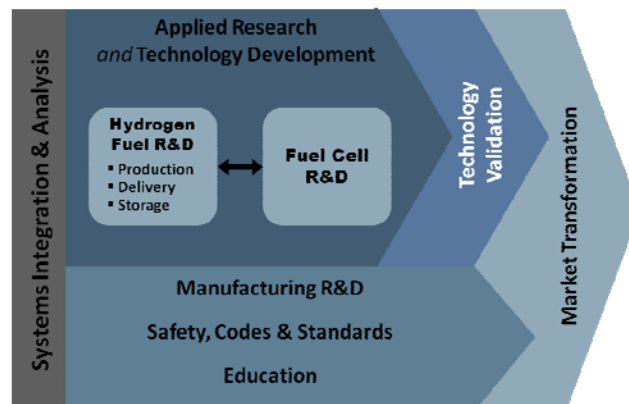 Systems Integration & Analysis
Applied Research
and Technology Development
Hydrogen
Fuel R&D
▪ Production
▪ Delivery
▪ Storage
Fuel Cell
R&D
Technology
Validation
Market Transformation
Manufacturing R&D
Safety, Codes & Standards
Education